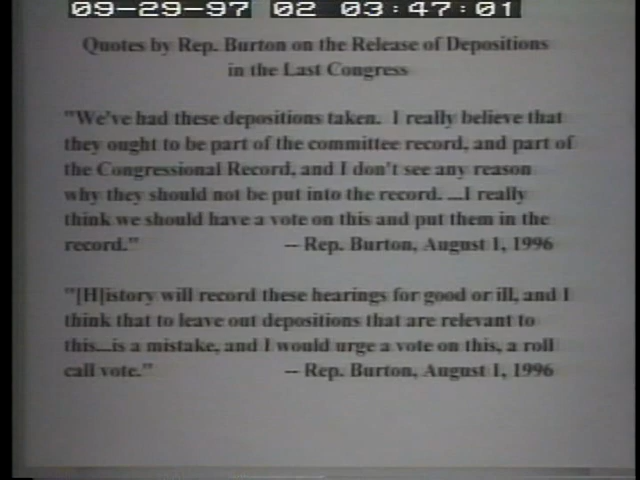 09-29-97 02 03:47:01
Quotes by Rep. Burton on the Release of Depositions
in the Last Congress
"We've had these depositions taken. I really believe that
they ought to be part of the committee record, and part of
the Congressional Record, and I don't see any reason
why they should not be put into the record. ...I really
think we should have a vote on this and put them in the
record." -- Rep. Burton, August 1, 1996
"[H]istory will record these hearings for good or ill, and I
think that to leave out depositions that are relevant to
this...is a mistake, and I would urge a vote on this, a roll
call vote." -- Rep. Burton, August 1, 1996